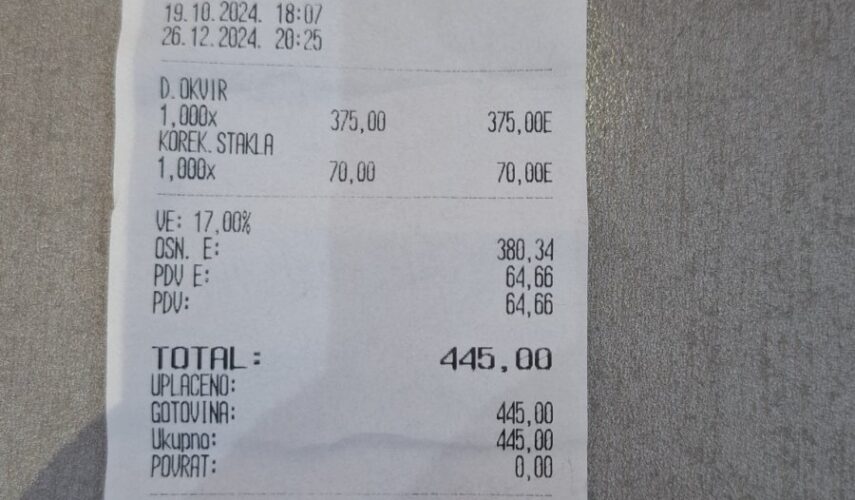 19.10.2024. 18:07
26.12.2024. 20:25
D.OKVIR
1,000x 375,00 375,00E
KOREK.STAKLA
1,000x 70,00 70,00E
VE: 17,00%
OSN. E: 380,34
PDV E: 64,66
PDV: 64,66
TOTAL: 445,00
UPLACENO:
GOTOVINA: 445,00
Ukupno: 445,00
POVRAT: 0,00